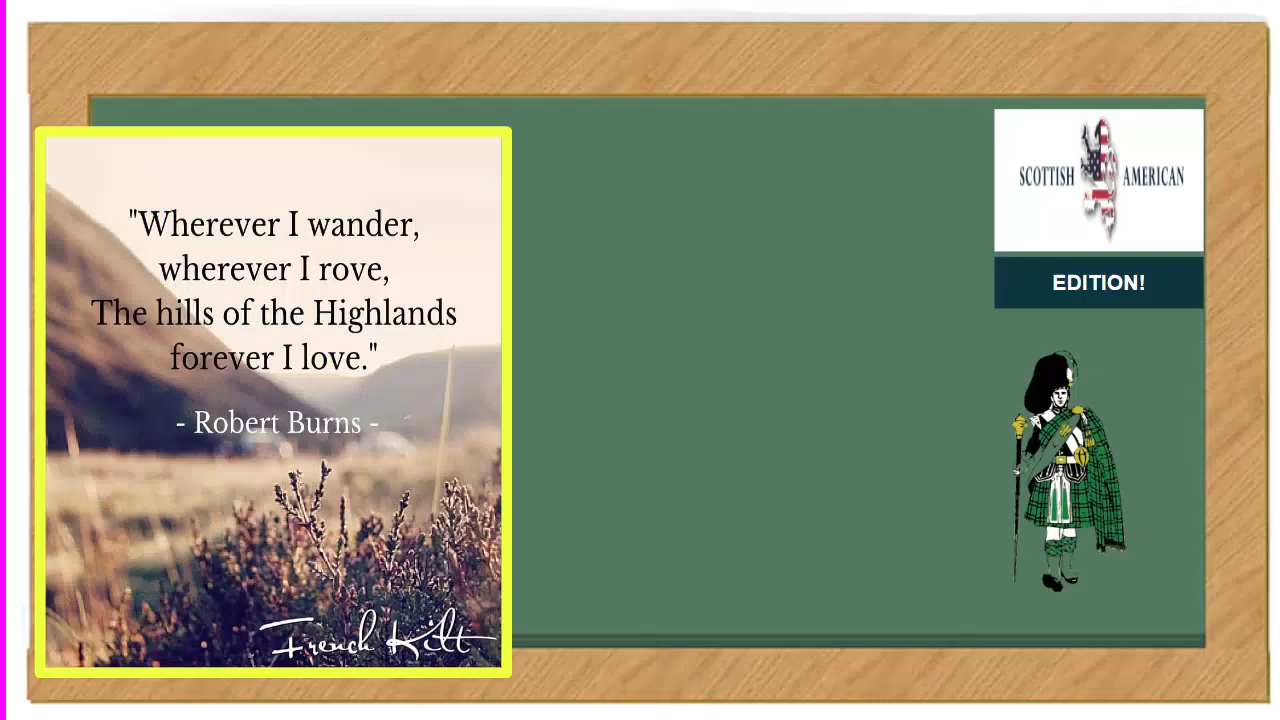 "Wherever I wander,
wherever I rove,
The hills of the Highlands
forever I love."
- Robert Burns -
French Kilt
SCOTTISH AMERICAN
EDITION!